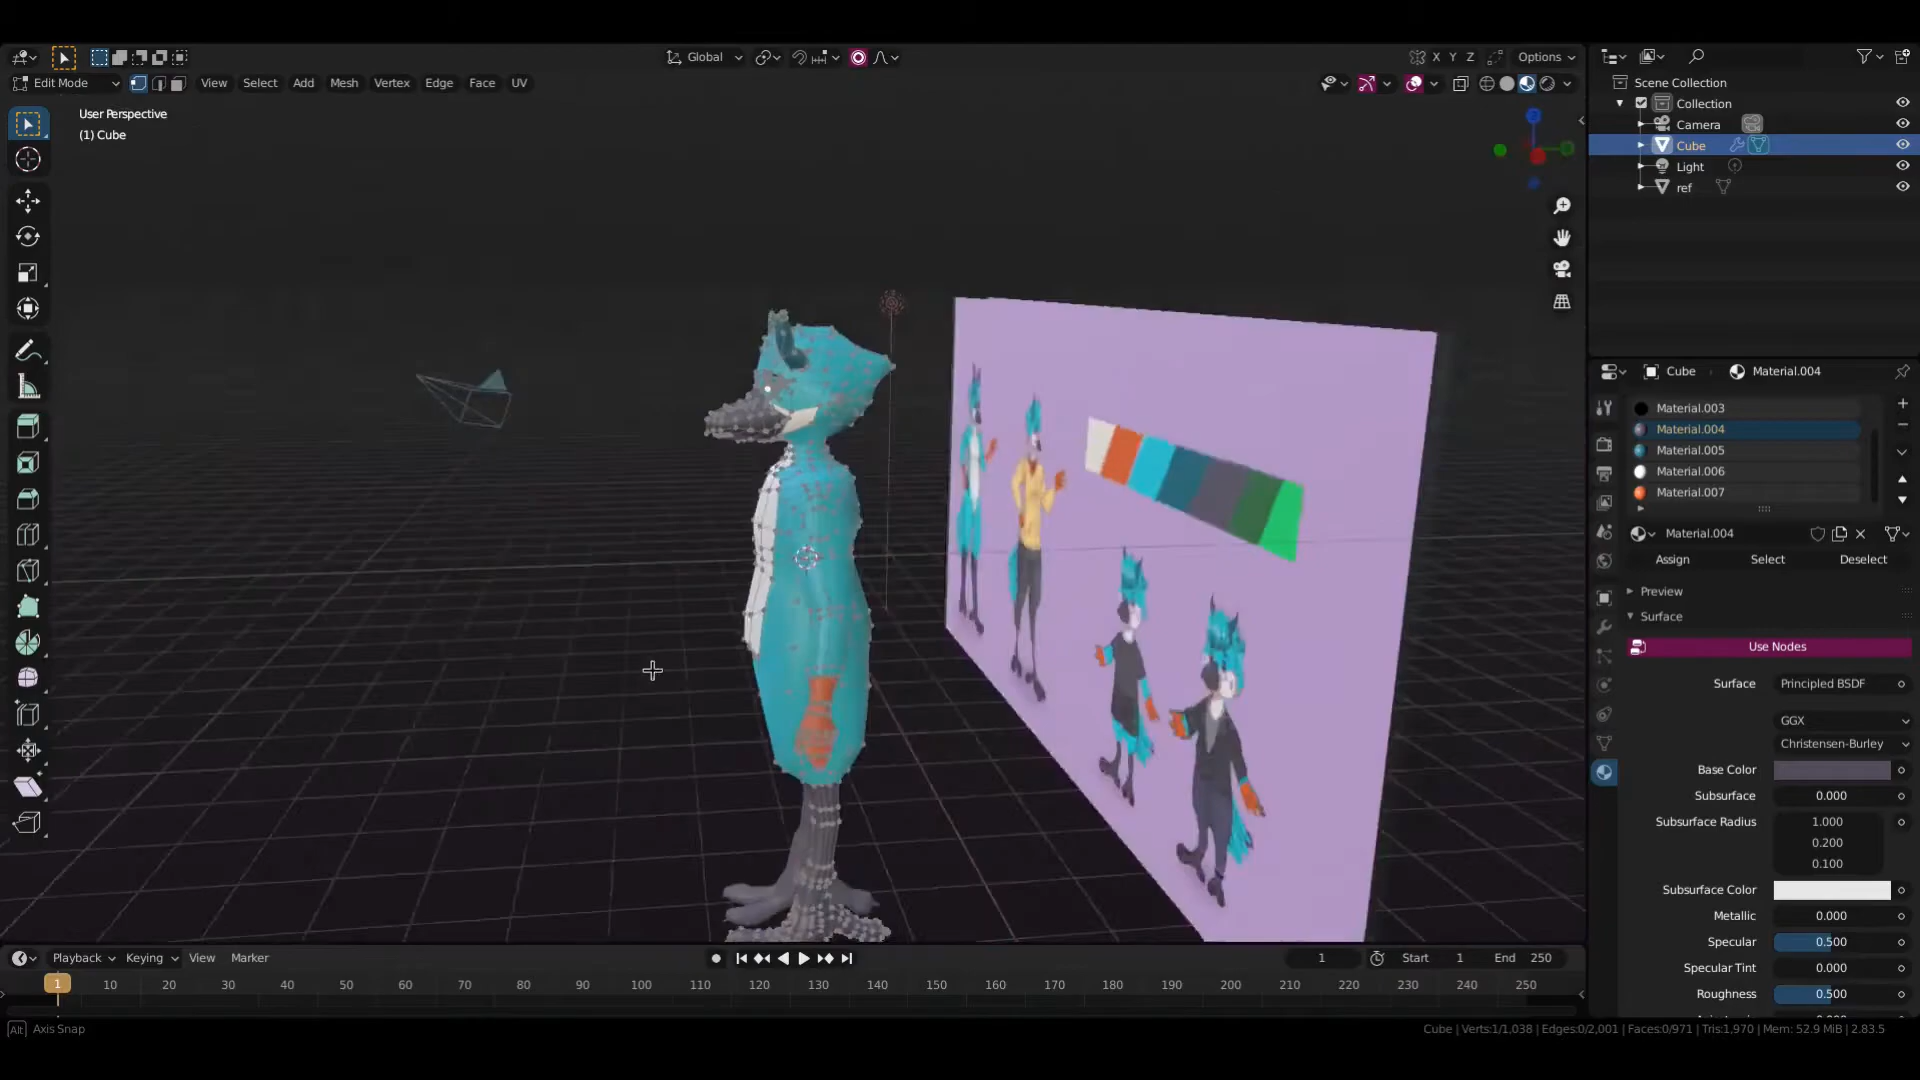 Global
X Y Z
Options
Edit Mode
View Select Add Mesh Vertex Edge Face UV
User Perspective
(1) Cube
Scene Collection
Collection
Camera
Cube
Light
ref
Cube
Material.004
Material.003
Material.004
Material.005
Material.006
Material.007
Material.004
Assign Select Deselect
Preview
Surface
Use Nodes
Surface Principled BSDF
GGX
Christensen-Burley
Base Color
Subsurface 0.000
Subsurface Radius 1.000
0.200
0.100
Subsurface Color
Metallic 0.000
Specular 0.500
Specular Tint 0.000
Roughness 0.500
Playback Keying View Marker
1 Start 1 End 250
1 10 20 30 40 50 60 70 80 90 100 110 120 130 140 150 160 170 180 190 200 210 220 230 240 250
Alt Axis Snap
Cube | Verts:1/1,038 | Edges:0/2,001 | Faces:0/971 | Tris:1,970 | Mem: 52.9 MiB | 2.83.5